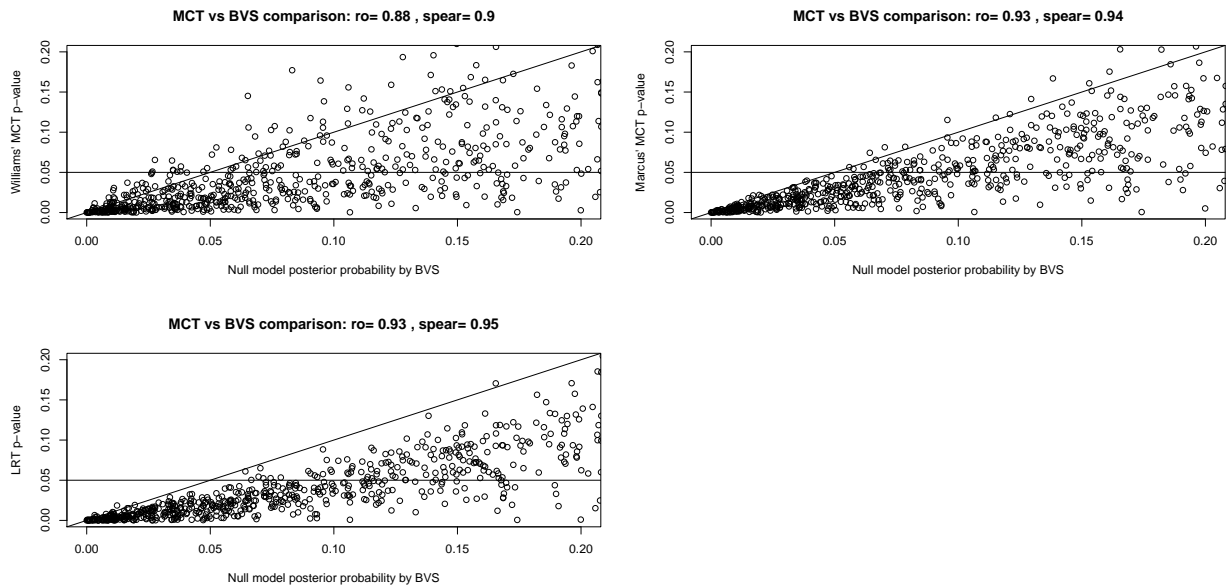 MCT vs BVS comparison: ro= 0.88 , spear= 0.9
Williams' MCT p-value
0.20
0.15
0.10
0.05
0.00
0.00 0.05 0.10 0.15 0.20
Null model posterior probability by BVS
MCT vs BVS comparison: ro= 0.93 , spear= 0.94
Marcus' MCT p-value
0.20
0.15
0.10
0.05
0.00
0.00 0.05 0.10 0.15 0.20
Null model posterior probability by BVS
MCT vs BVS comparison: ro= 0.93 , spear= 0.95
LRT p-value
0.20
0.15
0.10
0.05
0.00
0.00 0.05 0.10 0.15 0.20
Null model posterior probability by BVS